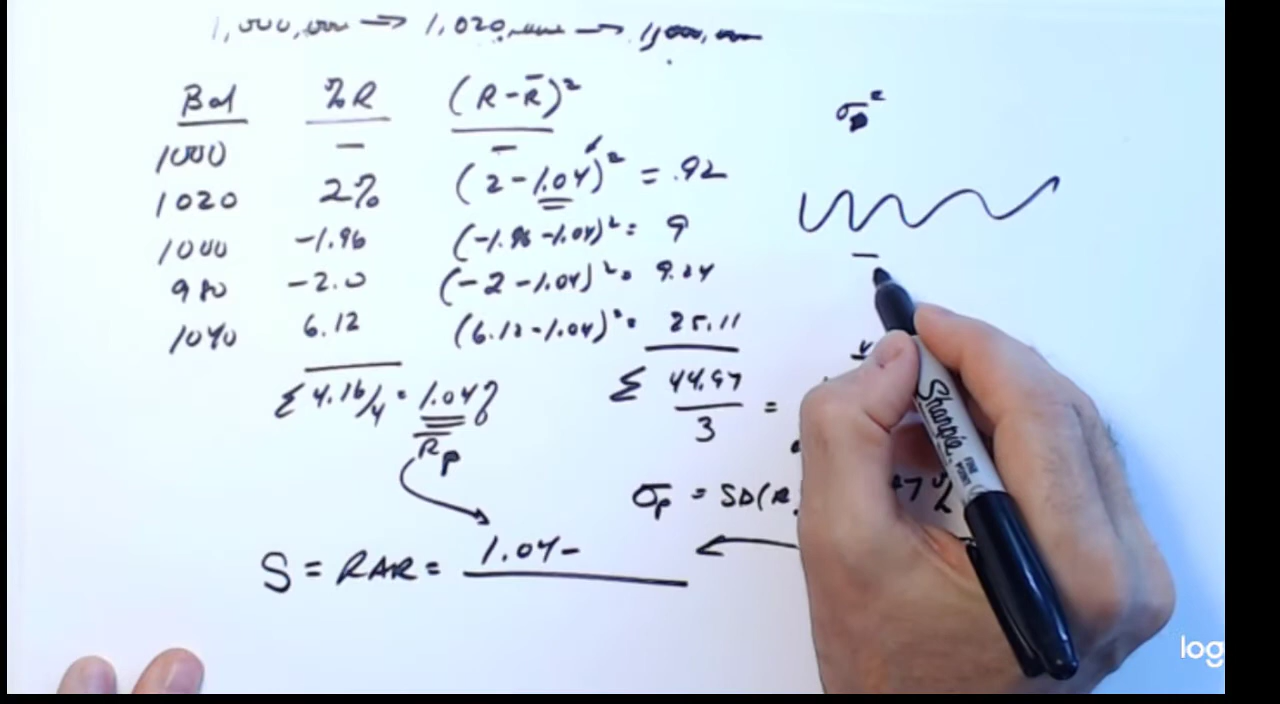 1,000,000 → 1,020,000 → 1,000,000
Bal %R (R-R̄)²
1000 — —
1020 2% (2-1.04)² = .92
1000 -1.96 (-1.96-1.04)² = 9
980 -2.0 (-2-1.04)² = 9.24
1040 6.12 (6.12-1.04)² = 25.11
Σ 4.16/4 = 1.04% Σ 44.97
3 =
R̄p
σp = SD(R
S = RAR = 1.04-
σp²
Sharpie
log